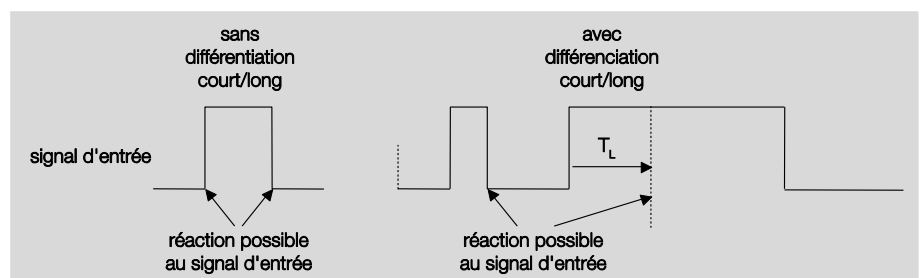 sans
différentiation
court/long
avec
différenciation
court/long
signal d'entrée
TL
réaction possible
au signal d'entrée
réaction possible
au signal d'entrée